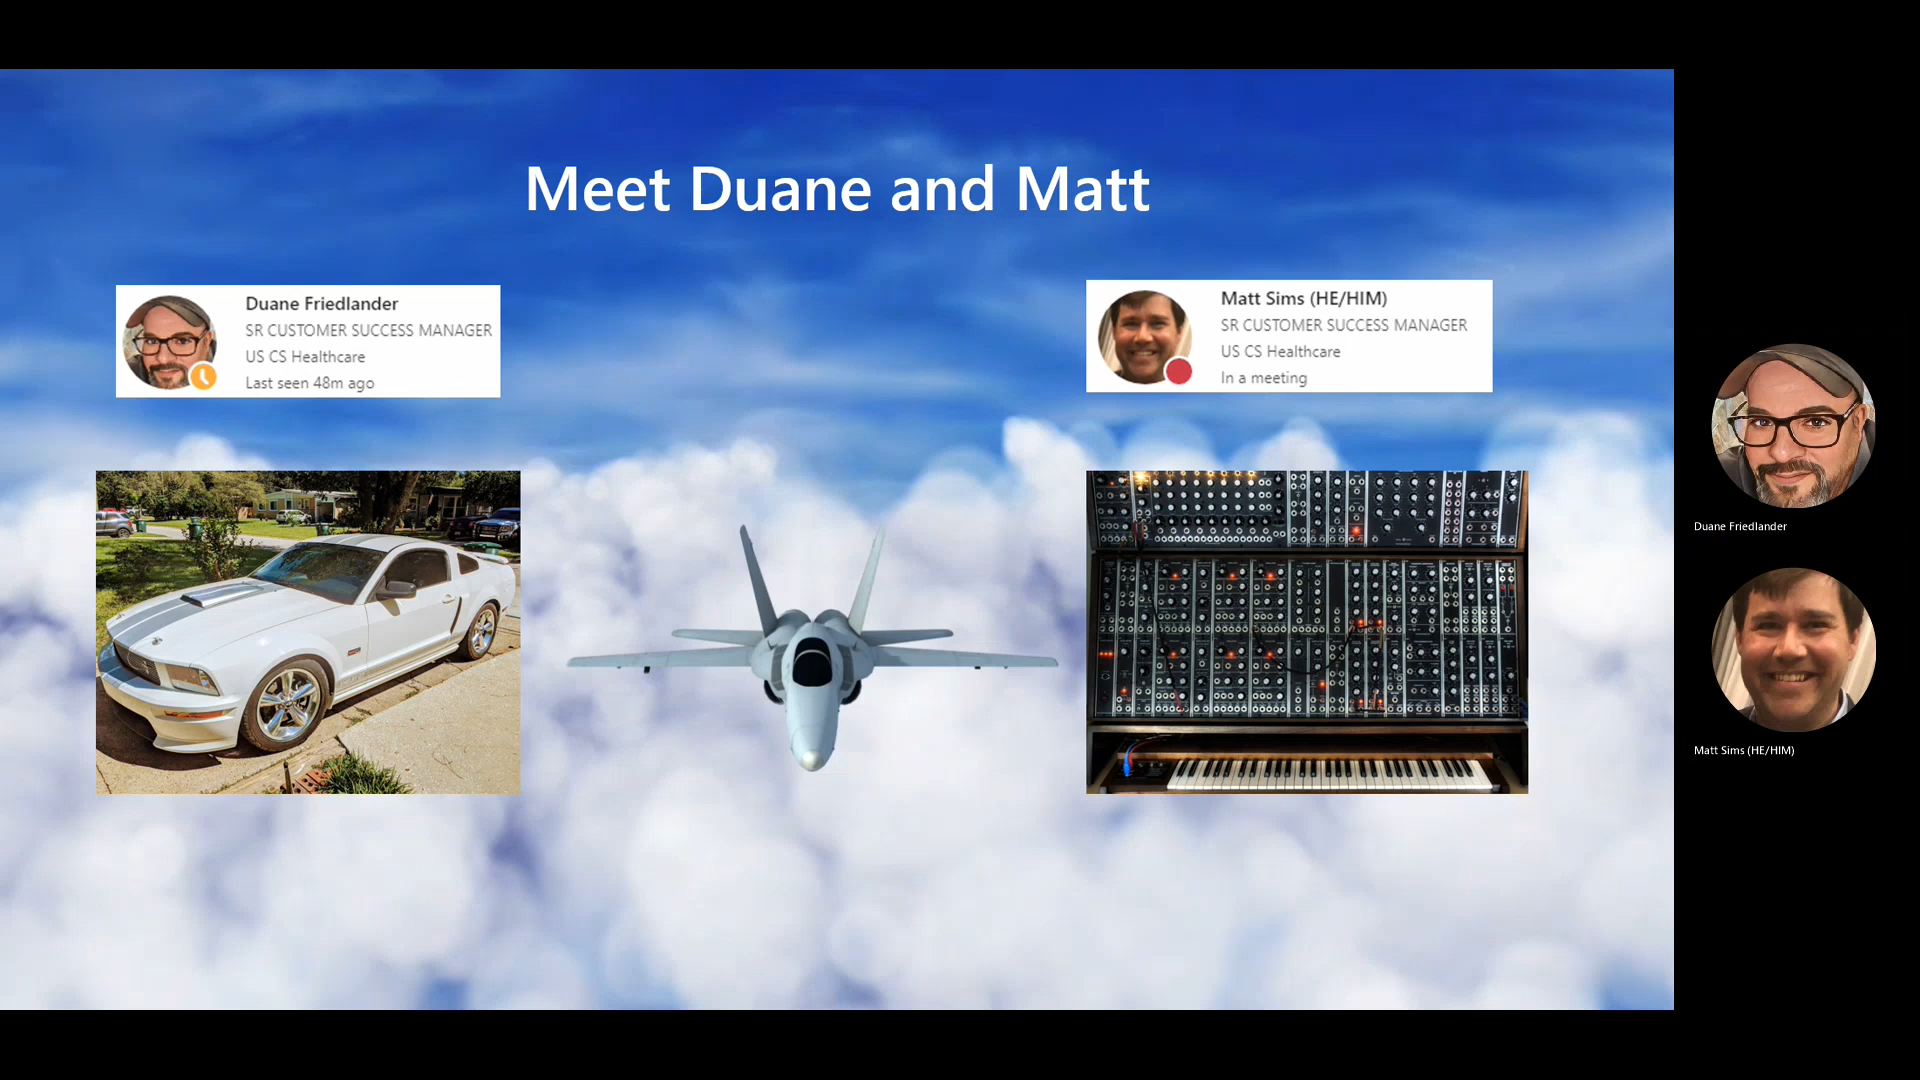 Meet Duane and Matt
Duane Friedlander
SR CUSTOMER SUCCESS MANAGER
US CS Healthcare
Last seen 48m ago
Matt Sims (HE/HIM)
SR CUSTOMER SUCCESS MANAGER
US CS Healthcare
In a meeting
Duane Friedlander
Matt Sims (HE/HIM)